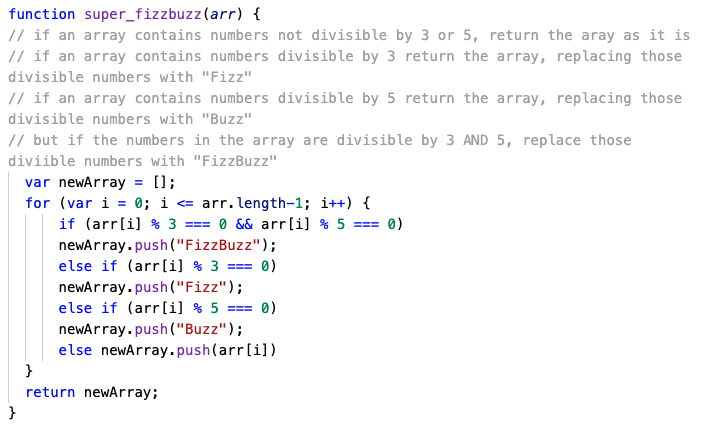 function super_fizzbuzz(arr) {
// if an array contains numbers not divisible by 3 or 5, return the aray as it is
// if an array contains numbers divisible by 3 return the array, replacing those
divisible numbers with "Fizz"
// if an array contains numbers divisible by 5 return the array, replacing those
divisible numbers with "Buzz"
// but if the numbers in the array are divisible by 3 AND 5, replace those
diviible numbers with "FizzBuzz"
  var newArray = [];
  for (var i = 0; i <= arr.length-1; i++) {
      if (arr[i] % 3 === 0 && arr[i] % 5 === 0)
      newArray.push("FizzBuzz");
      else if (arr[i] % 3 === 0)
      newArray.push("Fizz");
      else if (arr[i] % 5 === 0)
      newArray.push("Buzz");
      else newArray.push(arr[i])
  }
  return newArray;
}